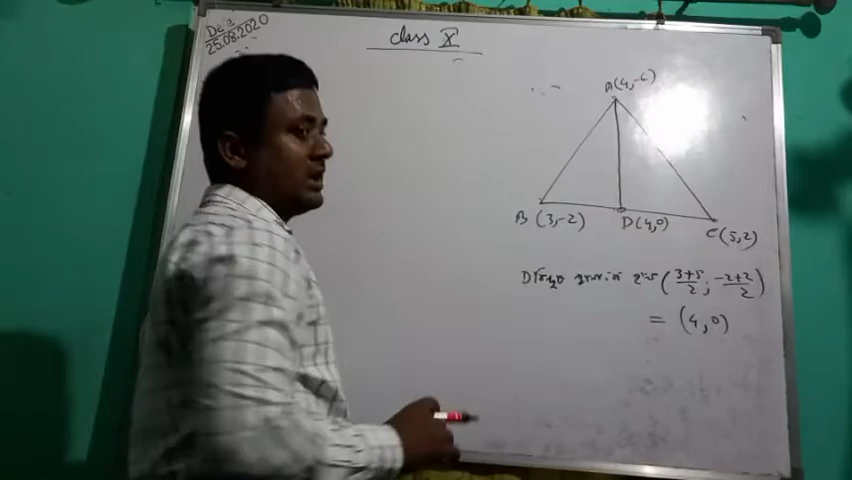 25.08.2020
class X
A(4,-6)
B (3,-2)
D(4,0)
C(5,2)
(3+5/2, -2+2/2)
= (4,0)